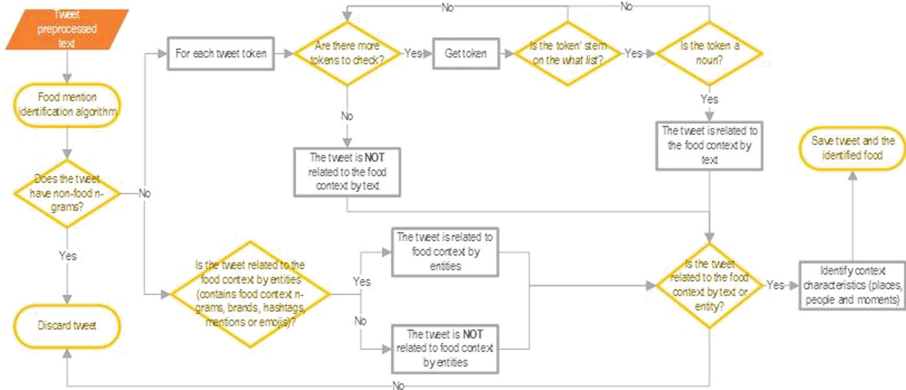 Tweet
preprocessed
text
Food mention
identification algorithm
Does the tweet
have non-food n-
grams?
Yes
Discard tweet
No
For each tweet token
Are there more
tokens to check?
Yes
Get token
Is the token' stem
on the what list?
Yes
Is the token a
noun?
No
No
No
The tweet is NOT
related to the food
context by text
Yes
The tweet is related to
the food context by
text
Is the tweet related to the
food context by entities
(contains food context n-
grams, brands, hashtags,
mentions or emojis)?
Yes
The tweet is related to
food context by
entities
No
The tweet is NOT
related to food context
by entities
Is the tweet
related to the food
context by text or
entity?
Yes
Identify context
characteristics (places,
people and moments)
Save tweet and the
identified food
No